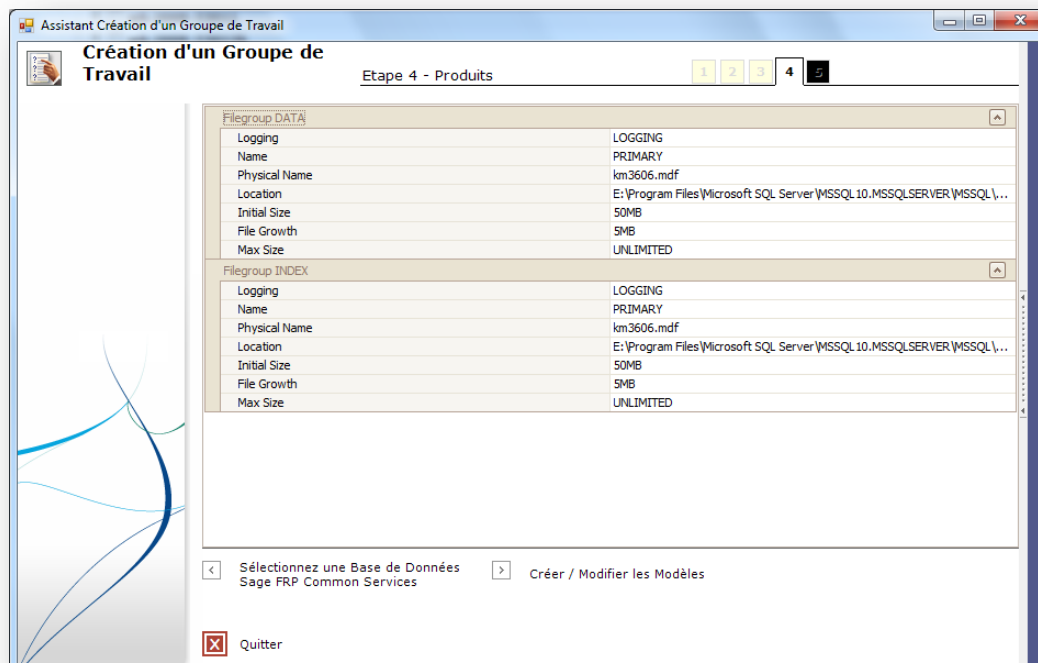 Assistant Création d'un Groupe de Travail
Création d'un Groupe de
Travail
Etape 4 - Produits
1 2 3 4 5
Filegroup DATA
Logging LOGGING
Name PRIMARY
Physical Name km3606.mdf
Location E:\Program Files\Microsoft SQL Server\MSSQL10.MSSQLSERVER\MSSQL\...
Initial Size 50MB
File Growth 5MB
Max Size UNLIMITED
Filegroup INDEX
Logging LOGGING
Name PRIMARY
Physical Name km3606.mdf
Location E:\Program Files\Microsoft SQL Server\MSSQL10.MSSQLSERVER\MSSQL\...
Initial Size 50MB
File Growth 5MB
Max Size UNLIMITED
Sélectionnez une Base de Données
Sage FRP Common Services
Créer / Modifier les Modèles
Quitter